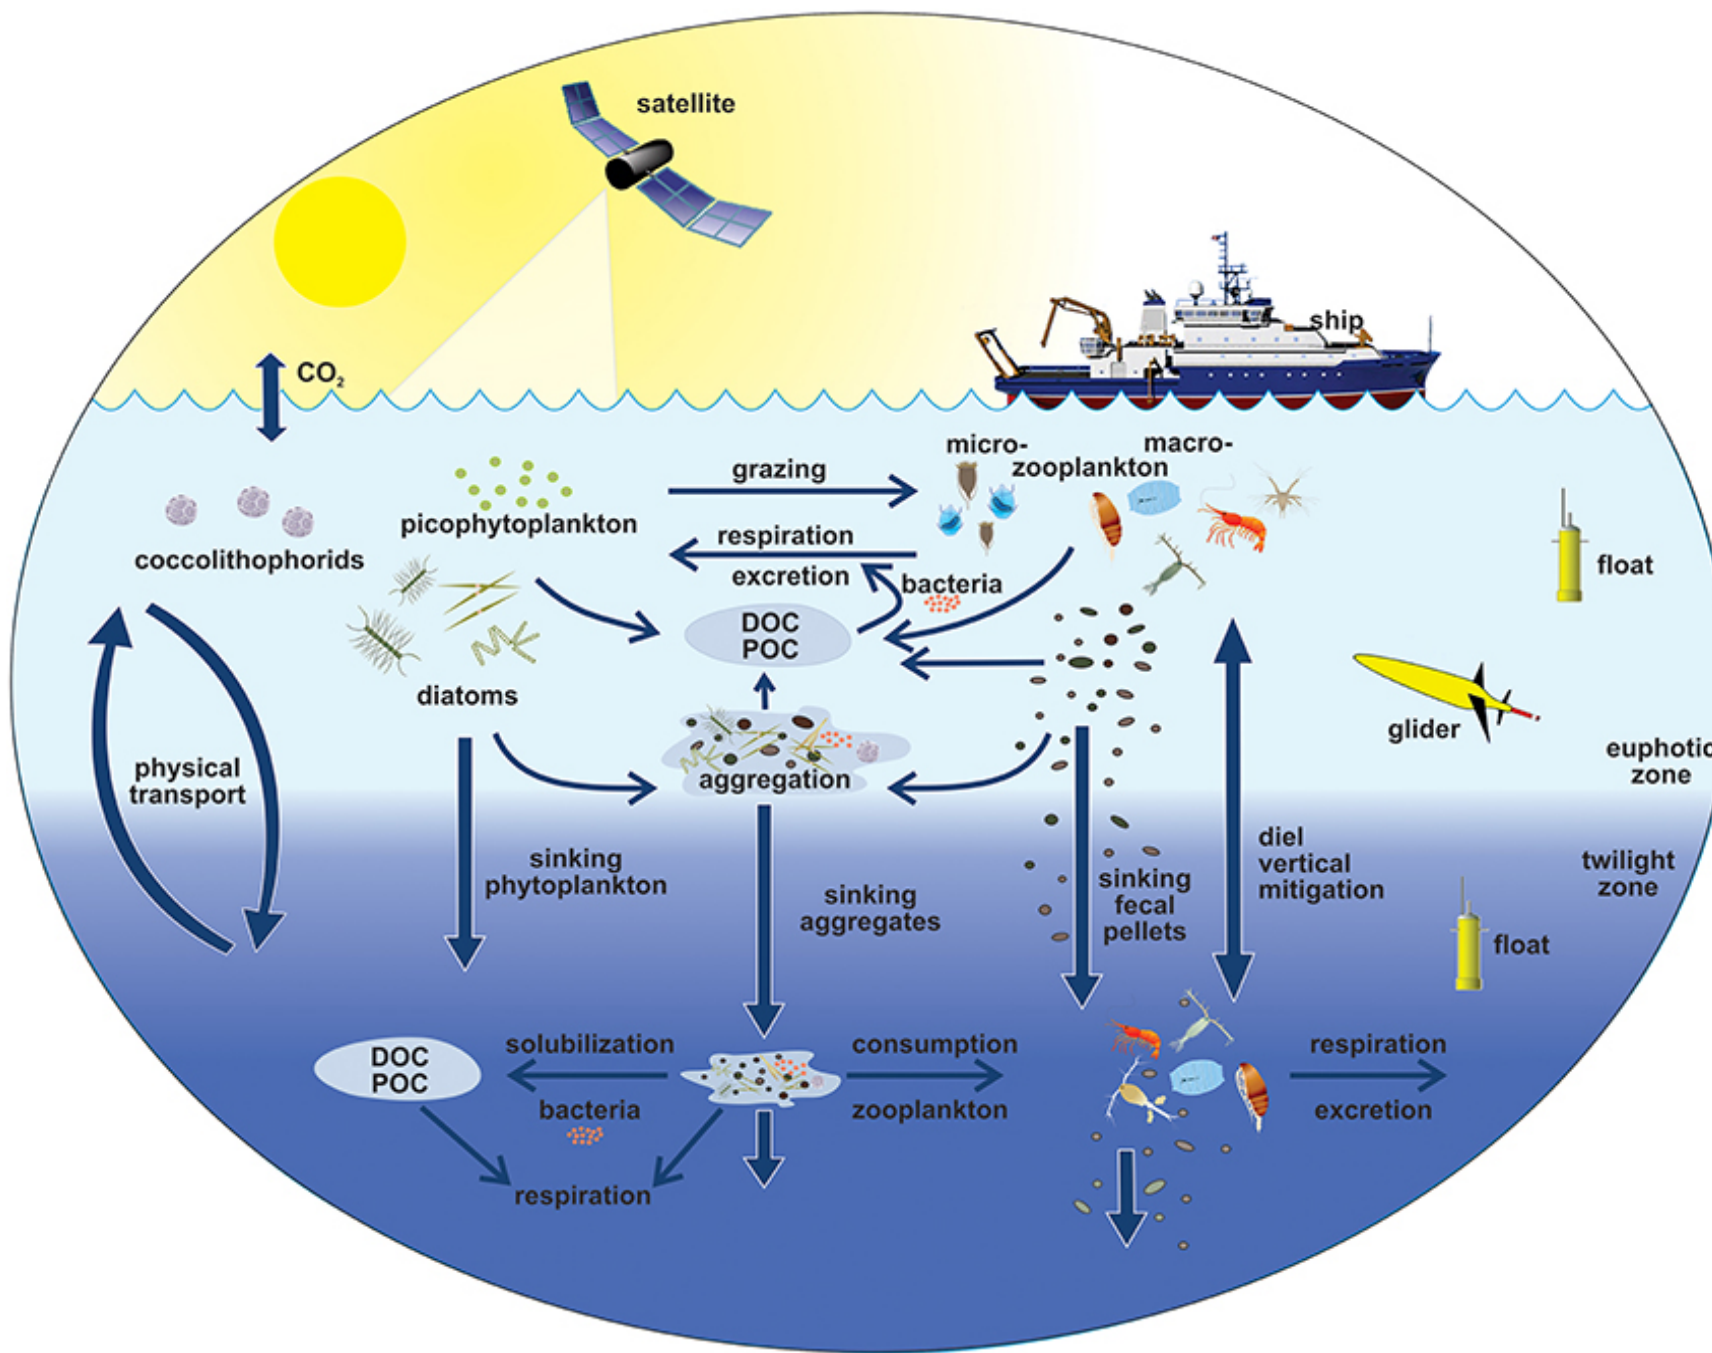 satellite
ship
CO₂
micro-
macro-
zooplankton
grazing
picophytoplankton
coccolithophorids
respiration
excretion
bacteria
float
DOC
POC
diatoms
glider
physical
transport
aggregation
euphotic
zone
sinking
phytoplankton
sinking
aggregates
sinking
fecal
pellets
diel
vertical
mitigation
twilight
zone
float
DOC
POC
solubilization
bacteria
consumption
zooplankton
respiration
excretion
respiration